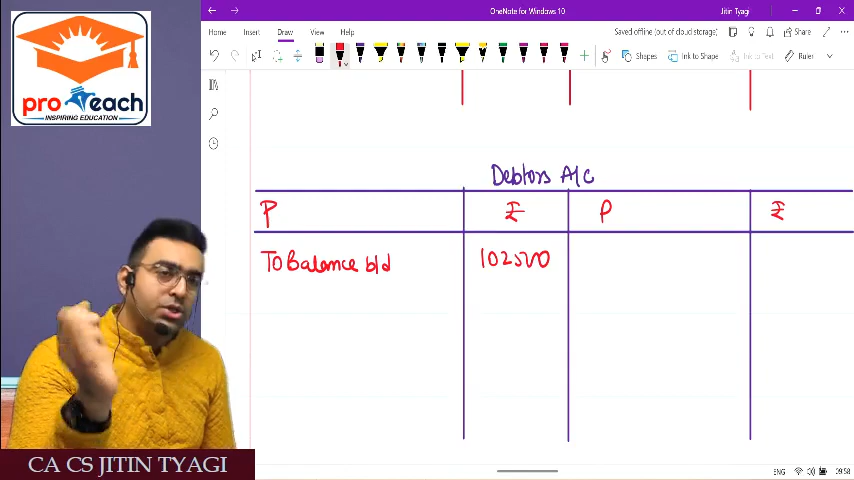 pro Teach
INSPIRING EDUCATION
OneNote for Windows 10
Jitin Tyagi
Home Insert Draw View Help
Saved offline (out of cloud storage)
Share
Shapes
Ink to Shape
Ink to Text
Ruler
Debtors A/C
P ₹ P ₹
To Balance b/d 102500
CA CS JITIN TYAGI
ENG
09:58